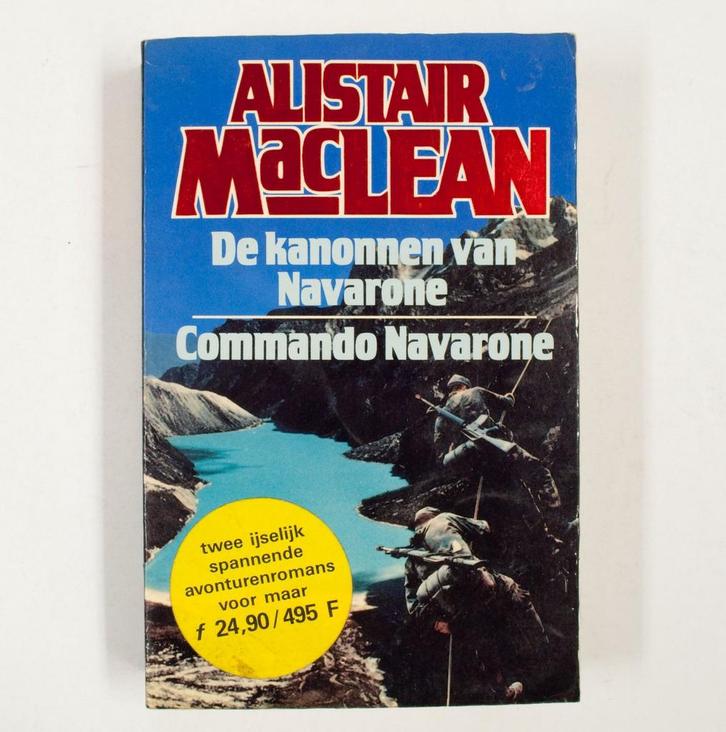 ALISTAIR
MacLEAN
De kanonnen van
Navarone
Commando Navarone
twee ijselijk
spannende
avonturenromans
voor maar
ƒ 24,90/495 F